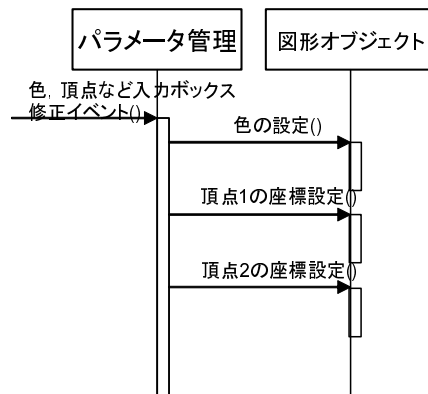 パラメータ管理
図形オブジェクト
色，頂点など入力ボックス
修正イベント()
色の設定()
頂点1の座標設定()
頂点2の座標設定()